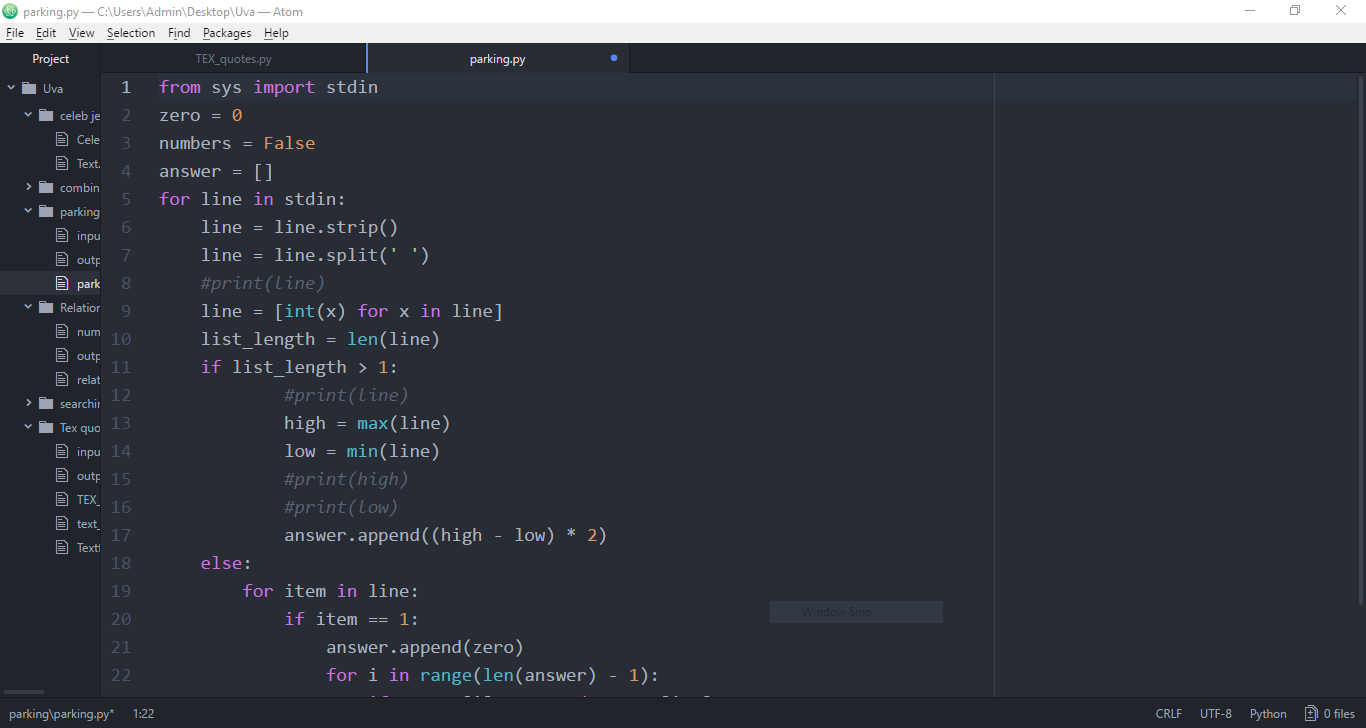 parking.py — C:\Users\Admin\Desktop\Uva — Atom
File Edit View Selection Find Packages Help
Project
TEX_quotes.py
parking.py
Uva
celeb je
Cele
Text.
combin
parking
inpu
outp
park
Relation
num
outp
relat
searchin
Tex quo
inpu
outp
TEX_
text_
Textf
1 from sys import stdin
2 zero = 0
3 numbers = False
4 answer = []
5 for line in stdin:
6 line = line.strip()
7 line = line.split(' ')
8 #print(line)
9 line = [int(x) for x in line]
10 list_length = len(line)
11 if list_length > 1:
12 #print(line)
13 high = max(line)
14 low = min(line)
15 #print(high)
16 #print(low)
17 answer.append((high - low) * 2)
18 else:
19 for item in line:
20 if item == 1:
21 answer.append(zero)
22 for i in range(len(answer) - 1):
Window Snip
parking\parking.py* 1:22
CRLF UTF-8 Python 0 files